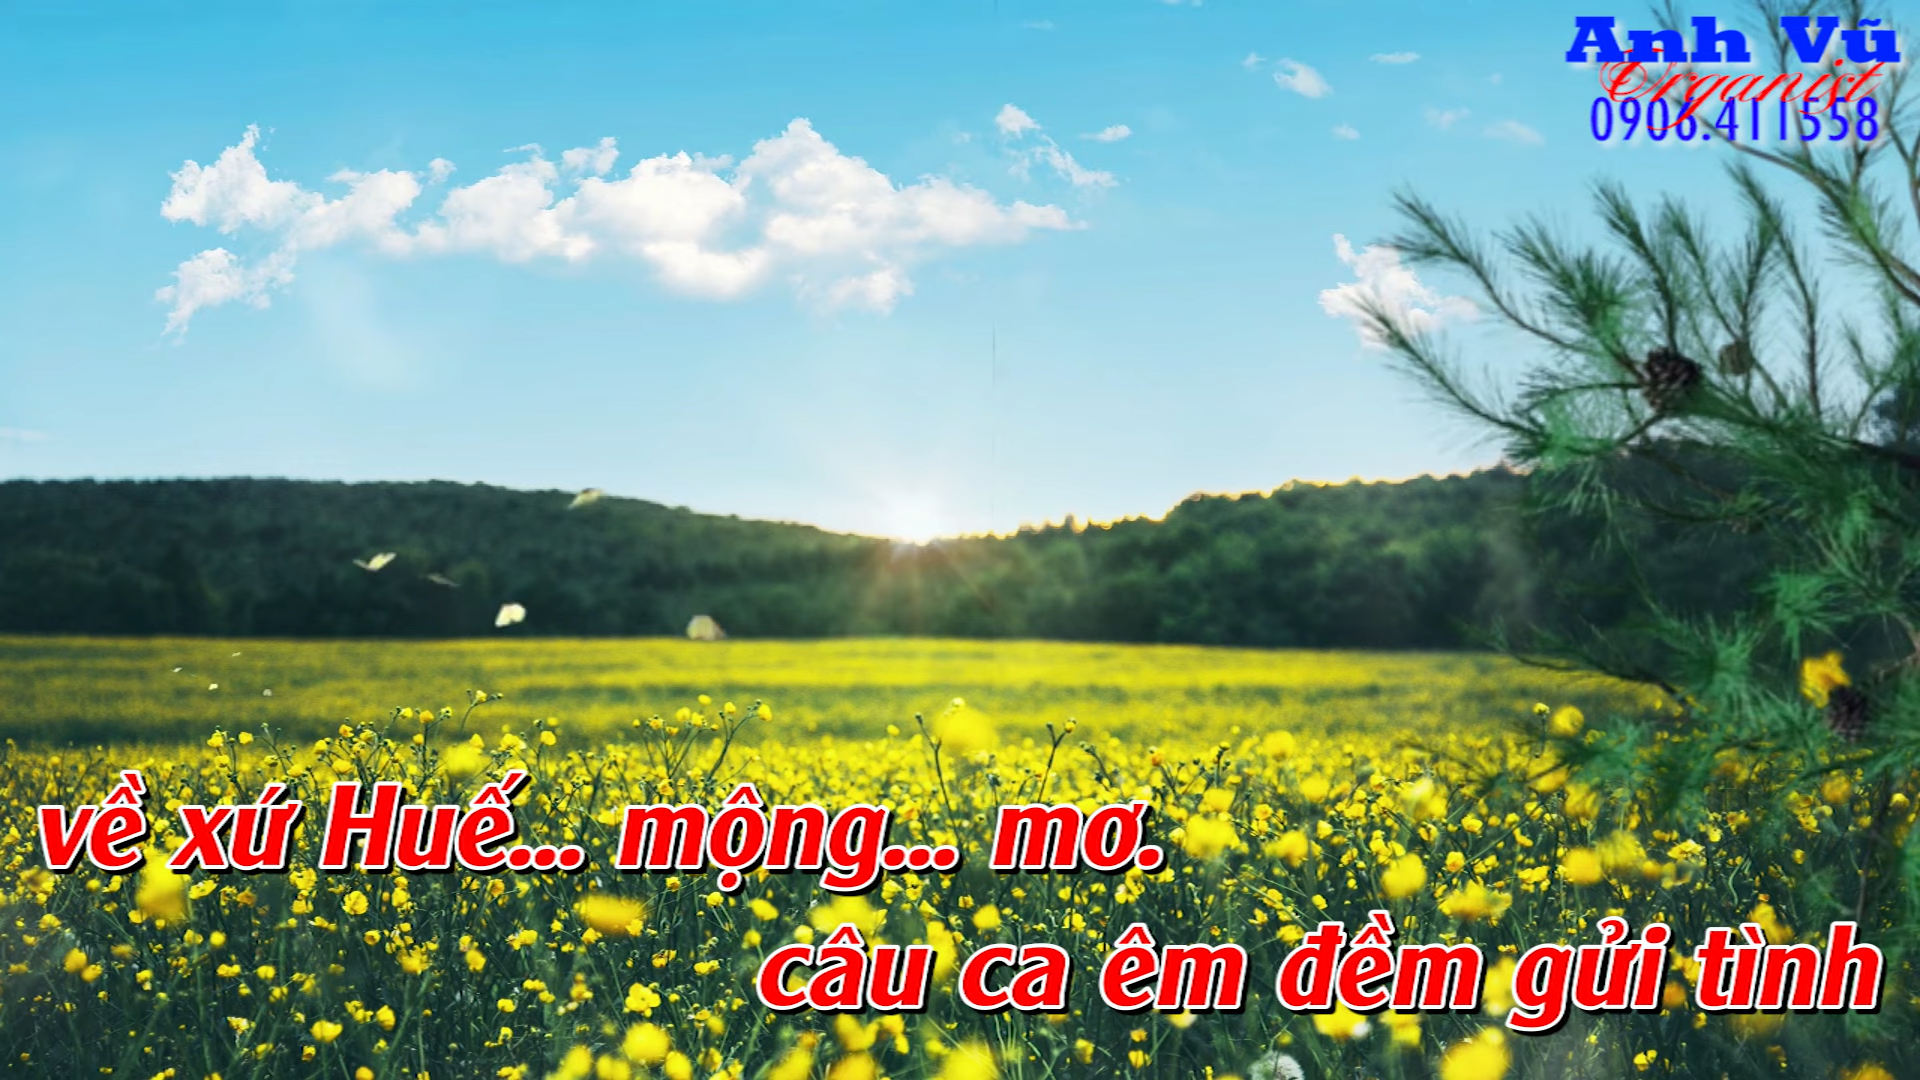 Anh Vũ
Organist
0906.411558
về xứ Huế... mộng... mơ.
câu ca êm đềm gửi tình